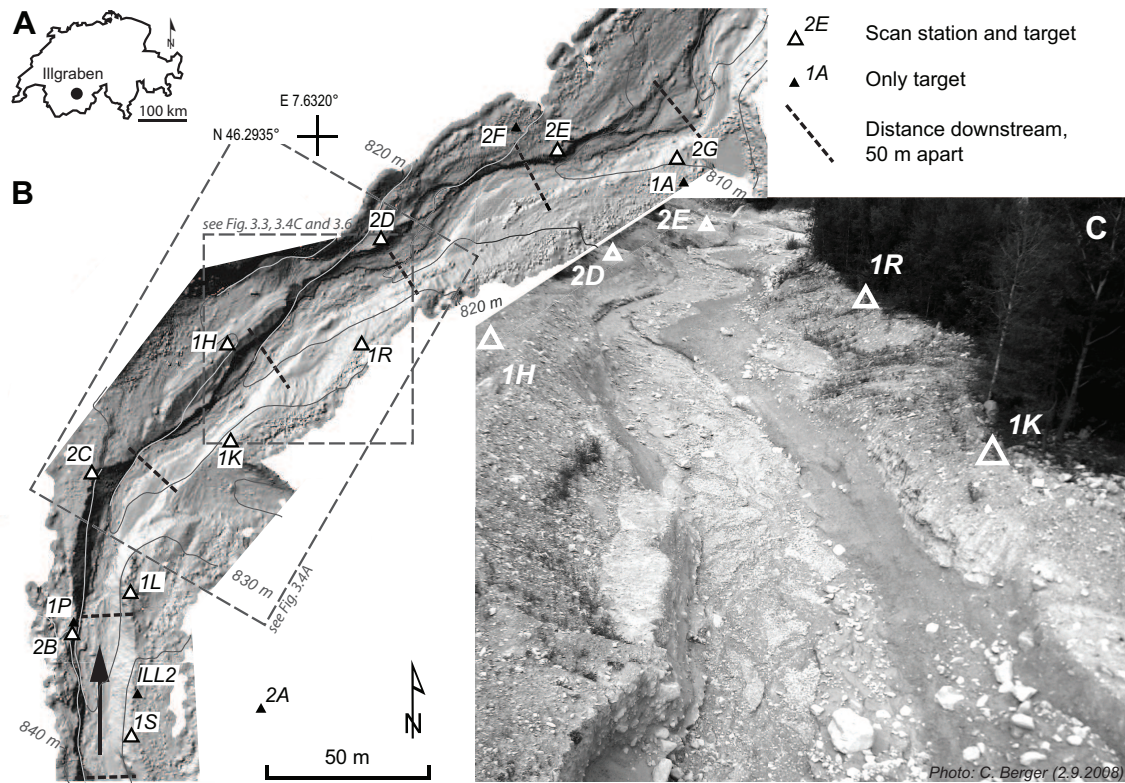 A
N
Illgraben
100 km
E 7.6320°
N 46.2935°
2E Scan station and target
1A Only target
Distance downstream,
50 m apart
B
820 m
2F
2E
2G
1A
810 m
see Fig. 3.3, 3.4C and 3.6
2D
820 m
1H
1R
1K
2C
830 m
see Fig. 3.4A
1L
1P
2B
ILL2
2A
1S
840 m
N
50 m
C
2E
2D
1R
1H
1K
Photo: C. Berger (2.9.2008)